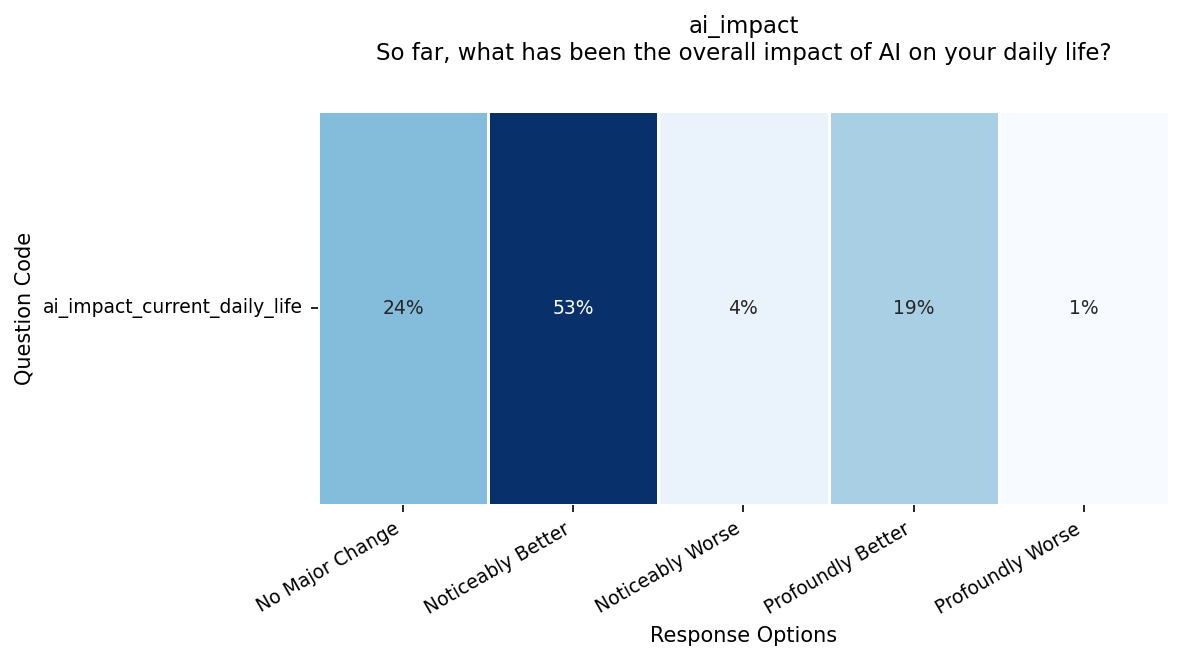 ai_impact
So far, what has been the overall impact of AI on your daily life?
Question Code
ai_impact_current_daily_life
24%
53%
4%
19%
1%
No Major Change
Noticeably Better
Noticeably Worse
Profoundly Better
Profoundly Worse
Response Options